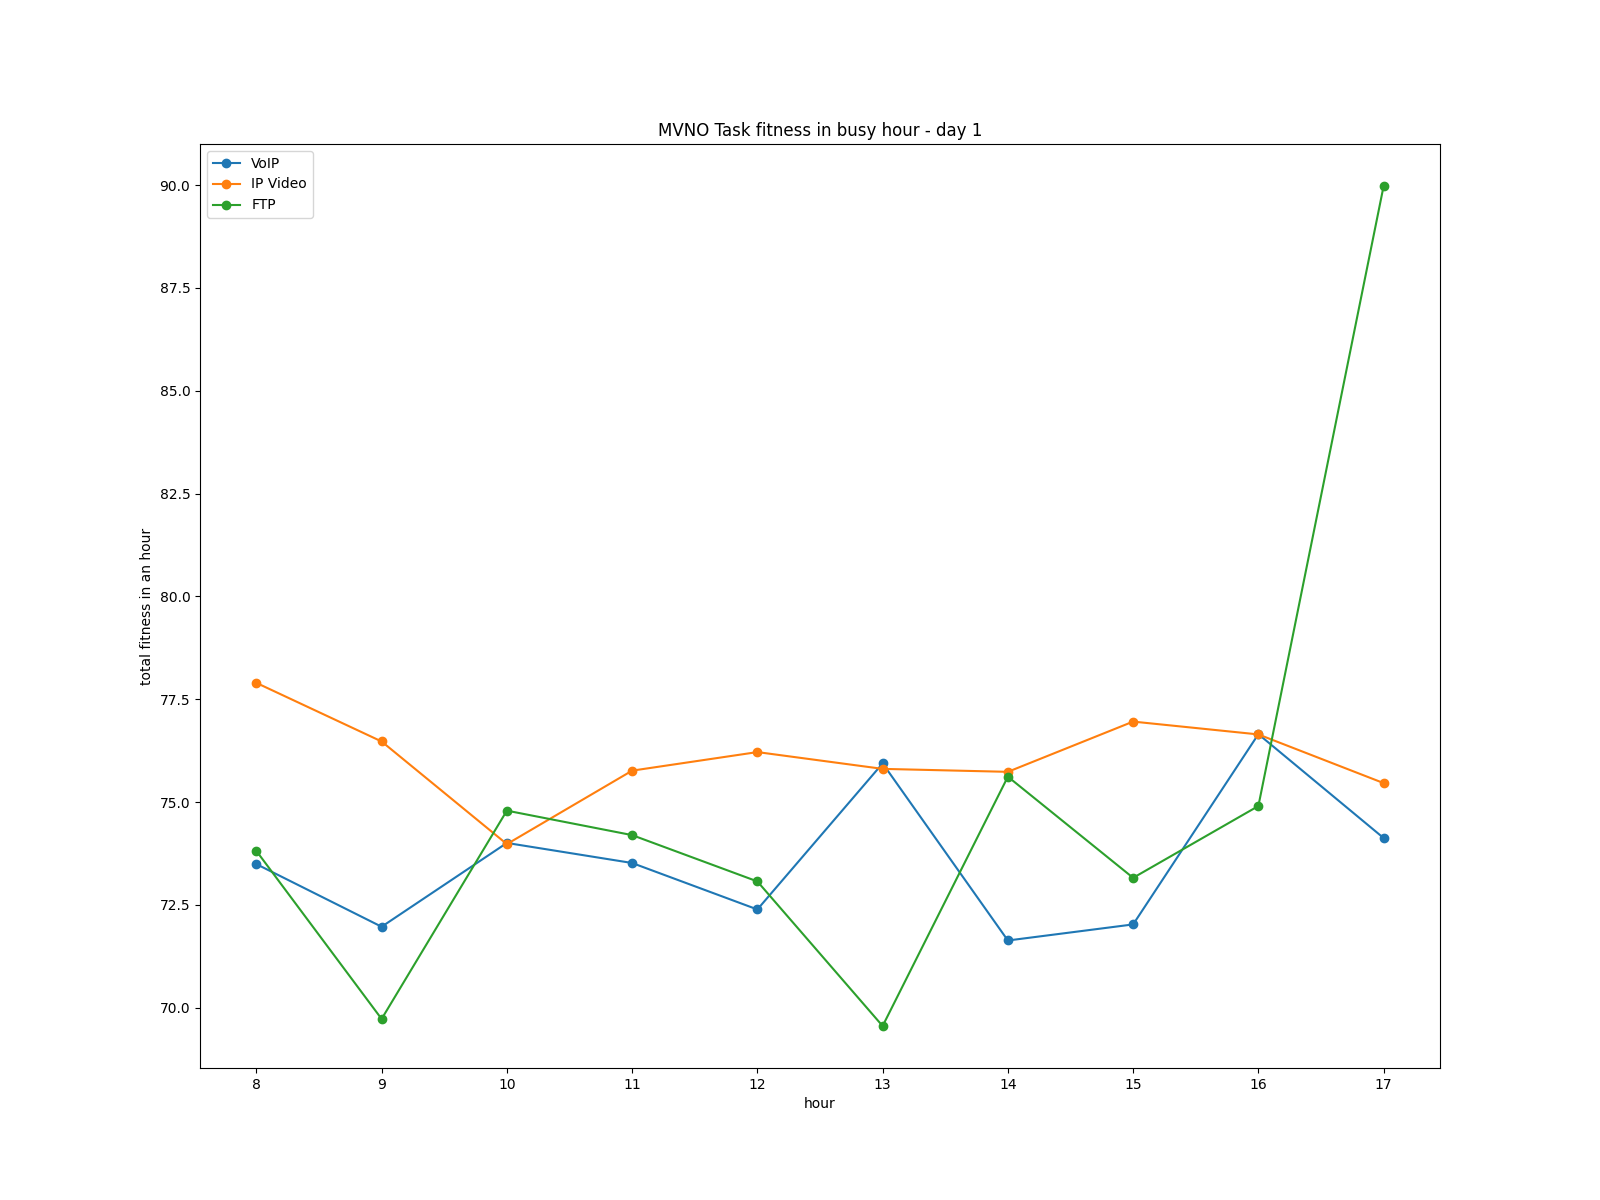 MVNO Task fitness in busy hour - day 1
VoIP
IP Video
FTP
90.0
87.5
85.0
82.5
80.0
77.5
75.0
72.5
70.0
total fitness in an hour
8 9 10 11 12 13 14 15 16 17
hour